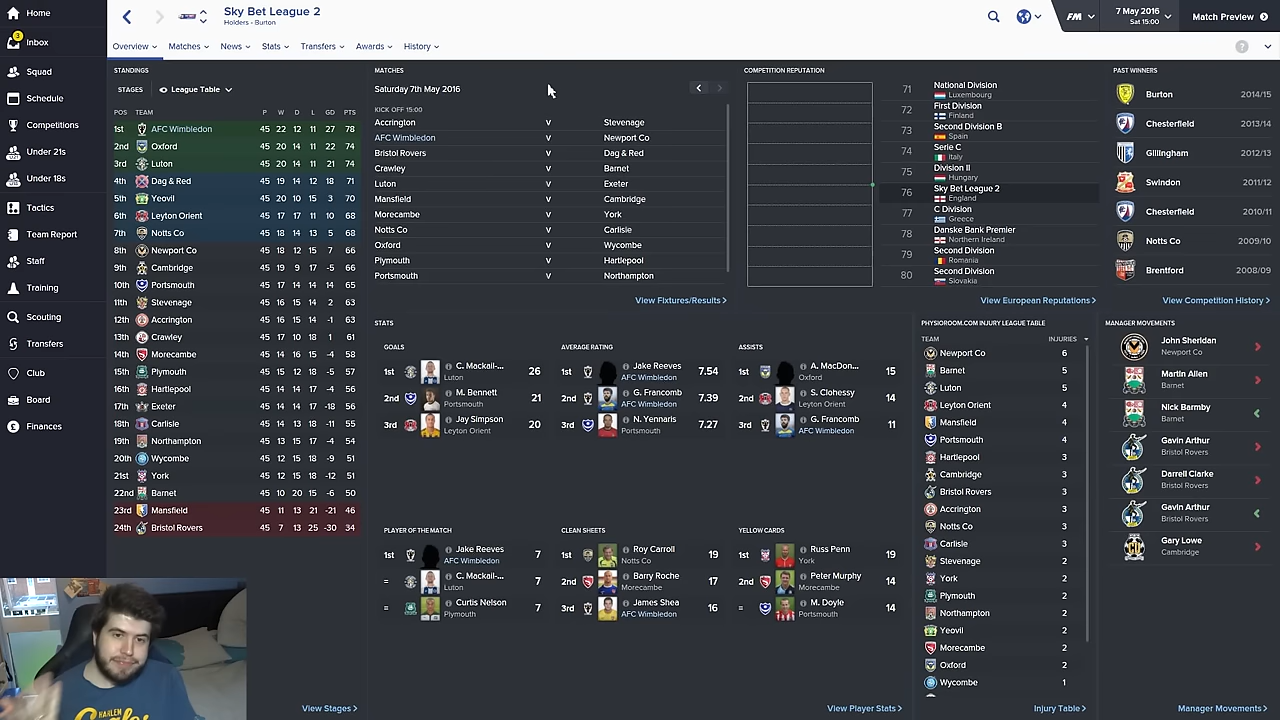 Home
3
Inbox
Squad
Schedule
Competitions
Under 21s
Under 18s
Tactics
Team Report
Staff
Training
Scouting
Transfers
Club
Board
Finances
Sky Bet League 2
Holders - Burton
FM
7 May 2016
Sat 15:00
Match Preview
Overview Matches News Stats Transfers Awards History
?
STANDINGS
STAGES League Table
POS TEAM P W D L GD PTS
1st AFC Wimbledon 45 22 12 11 27 78
2nd Oxford 45 20 14 11 22 74
3rd Luton 45 20 14 11 21 74
4th Dag & Red 45 19 14 12 18 71
5th Yeovil 45 20 10 15 3 70
6th Leyton Orient 45 17 17 11 10 68
7th Notts Co 45 18 14 13 5 68
8th Newport Co 45 18 12 15 7 66
9th Cambridge 45 19 9 17 -5 66
10th Portsmouth 45 17 14 14 14 65
11th Stevenage 45 16 15 14 2 63
12th Accrington 45 16 15 14 -1 63
13th Crawley 45 17 10 18 1 61
14th Morecambe 45 14 16 15 -4 58
15th Plymouth 45 15 12 18 -5 57
16th Hartlepool 45 14 14 17 -4 56
17th Exeter 45 14 14 17 -18 56
18th Carlisle 45 14 13 18 -11 55
19th Northampton 45 13 15 17 -4 54
20th Wycombe 45 12 15 18 -9 51
21st York 45 12 15 18 -12 51
22nd Barnet 45 10 20 15 -6 50
23rd Mansfield 45 11 13 21 -21 46
24th Bristol Rovers 45 7 13 25 -30 34
View Stages >
MATCHES
Saturday 7th May 2016
KICK OFF 15:00
Accrington v Stevenage
AFC Wimbledon v Newport Co
Bristol Rovers v Dag & Red
Crawley v Barnet
Luton v Exeter
Mansfield v Cambridge
Morecambe v York
Notts Co v Carlisle
Oxford v Wycombe
Plymouth v Hartlepool
Portsmouth v Northampton
View Fixtures/Results >
COMPETITION REPUTATION
71 National Division
Luxembourg
72 First Division
Finland
73 Second Division B
Spain
74 Serie C
Italy
75 Division II
Hungary
76 Sky Bet League 2
England
77 C Division
Greece
78 Danske Bank Premier
Northern Ireland
79 Second Division
Romania
80 Second Division
Slovakia
View European Reputations >
PAST WINNERS
Burton 2014/15
Chesterfield 2013/14
Gillingham 2012/13
Swindon 2011/12
Chesterfield 2010/11
Notts Co 2009/10
Brentford 2008/09
View Competition History >
STATS
GOALS
1st C. Mackail-... 26
Luton
2nd M. Bennett 21
Portsmouth
3rd Jay Simpson 20
Leyton Orient
AVERAGE RATING
1st Jake Reeves 7.54
AFC Wimbledon
2nd G. Francomb 7.39
AFC Wimbledon
3rd N. Yennaris 7.27
Portsmouth
ASSISTS
1st A. MacDon... 15
Oxford
2nd S. Clohessy 14
Leyton Orient
3rd G. Francomb 11
AFC Wimbledon
PLAYER OF THE MATCH
1st Jake Reeves 7
AFC Wimbledon
= C. Mackail-... 7
Luton
= Curtis Nelson 7
Plymouth
CLEAN SHEETS
1st Roy Carroll 19
Notts Co
2nd Barry Roche 17
Morecambe
3rd James Shea 16
AFC Wimbledon
YELLOW CARDS
1st Russ Penn 19
York
2nd Peter Murphy 14
Morecambe
= M. Doyle 14
Portsmouth
View Player Stats >
PHYSIOROOM.COM INJURY LEAGUE TABLE
TEAM INJURIES
Newport Co 6
Barnet 5
Luton 5
Leyton Orient 4
Mansfield 4
Portsmouth 4
Hartlepool 3
Cambridge 3
Bristol Rovers 3
Accrington 3
Notts Co 3
Carlisle 3
Stevenage 2
York 2
Plymouth 2
Northampton 2
Yeovil 2
Morecambe 2
Oxford 2
Wycombe 1
Injury Table >
MANAGER MOVEMENTS
John Sheridan
Newport Co
Martin Allen
Barnet
Nick Barmby
Barnet
Gavin Arthur
Bristol Rovers
Darrell Clarke
Bristol Rovers
Gavin Arthur
Bristol Rovers
Gary Lowe
Cambridge
Manager Movements >
HARLEM